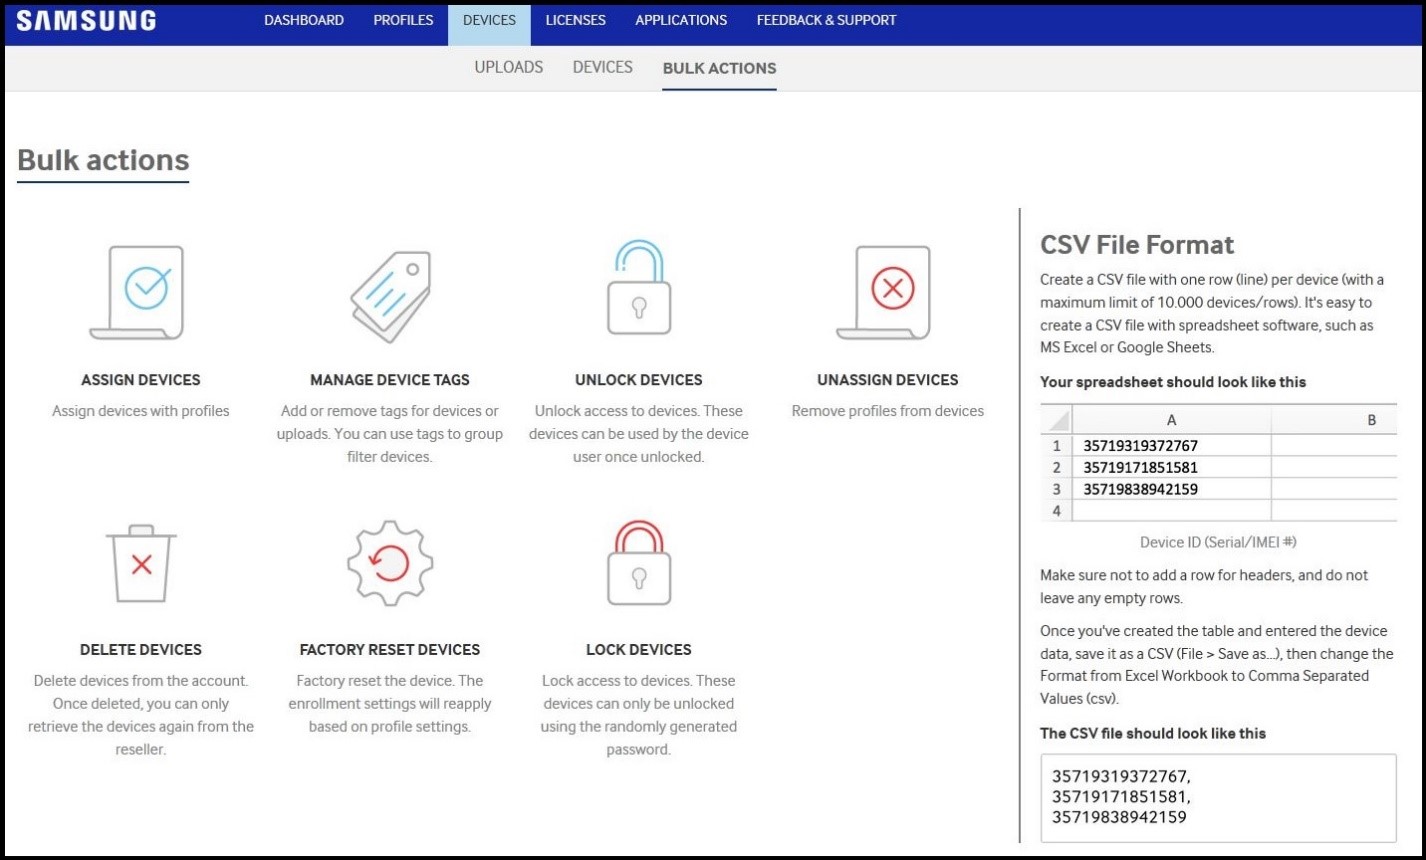 SAMSUNG
DASHBOARD PROFILES DEVICES LICENSES APPLICATIONS FEEDBACK & SUPPORT
UPLOADS DEVICES BULK ACTIONS
Bulk actions
ASSIGN DEVICES
Assign devices with profiles
MANAGE DEVICE TAGS
Add or remove tags for devices or
uploads. You can use tags to group
filter devices.
UNLOCK DEVICES
Unlock access to devices. These
devices can be used by the device
user once unlocked.
UNASSIGN DEVICES
Remove profiles from devices
DELETE DEVICES
Delete devices from the account.
Once deleted, you can only
retrieve the devices again from the
reseller.
FACTORY RESET DEVICES
Factory reset the device. The
enrollment settings will reapply
based on profile settings.
LOCK DEVICES
Lock access to devices. These
devices can only be unlocked
using the randomly generated
password.
CSV File Format
Create a CSV file with one row (line) per device (with a
maximum limit of 10.000 devices/rows). It's easy to
create a CSV file with spreadsheet software, such as
MS Excel or Google Sheets.
Your spreadsheet should look like this
A B
1 35719319372767
2 35719171851581
3 35719838942159
4
Device ID (Serial/IMEI #)
Make sure not to add a row for headers, and do not
leave any empty rows.
Once you've created the table and entered the device
data, save it as a CSV (File > Save as...), then change the
Format from Excel Workbook to Comma Separated
Values (csv).
The CSV file should look like this
35719319372767,
35719171851581,
35719838942159